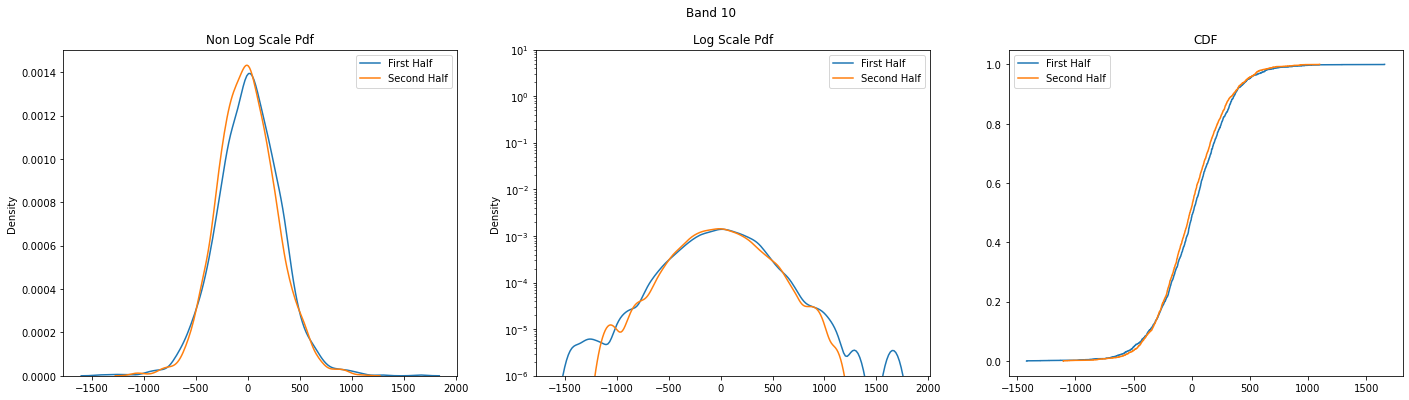 Band 10
Non Log Scale Pdf
First Half
Second Half
Density
0.0014
0.0012
0.0010
0.0008
0.0006
0.0004
0.0002
0.0000
−1500 −1000 −500 0 500 1000 1500 2000
Log Scale Pdf
First Half
Second Half
Density
10^1
10^0
10^−1
10^−2
10^−3
10^−4
10^−5
10^−6
−1500 −1000 −500 0 500 1000 1500 2000
CDF
First Half
Second Half
1.0
0.8
0.6
0.4
0.2
0.0
−1500 −1000 −500 0 500 1000 1500